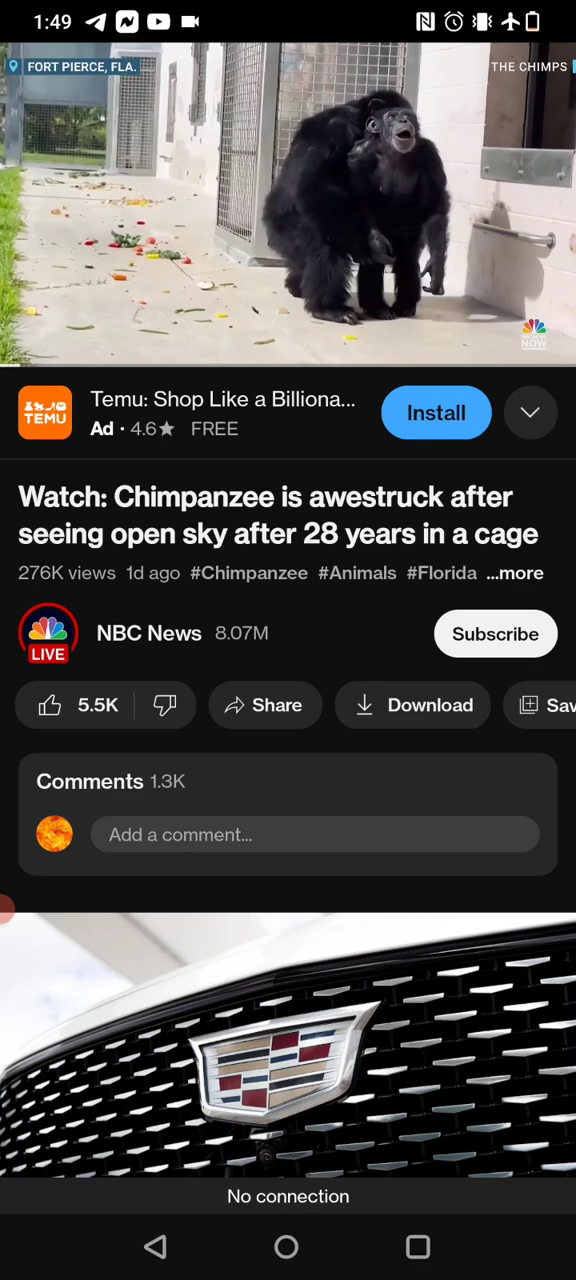 1:49
FORT PIERCE, FLA.
THE CHIMPS
NOW
TEMU
Temu: Shop Like a Billiona...
Install
Ad • 4.6★ FREE
Watch: Chimpanzee is awestruck after
seeing open sky after 28 years in a cage
276K views 1d ago #Chimpanzee #Animals #Florida ...more
LIVE
NBC News 8.07M
Subscribe
5.5K
Share
Download
Sav
Comments 1.3K
Add a comment...
No connection